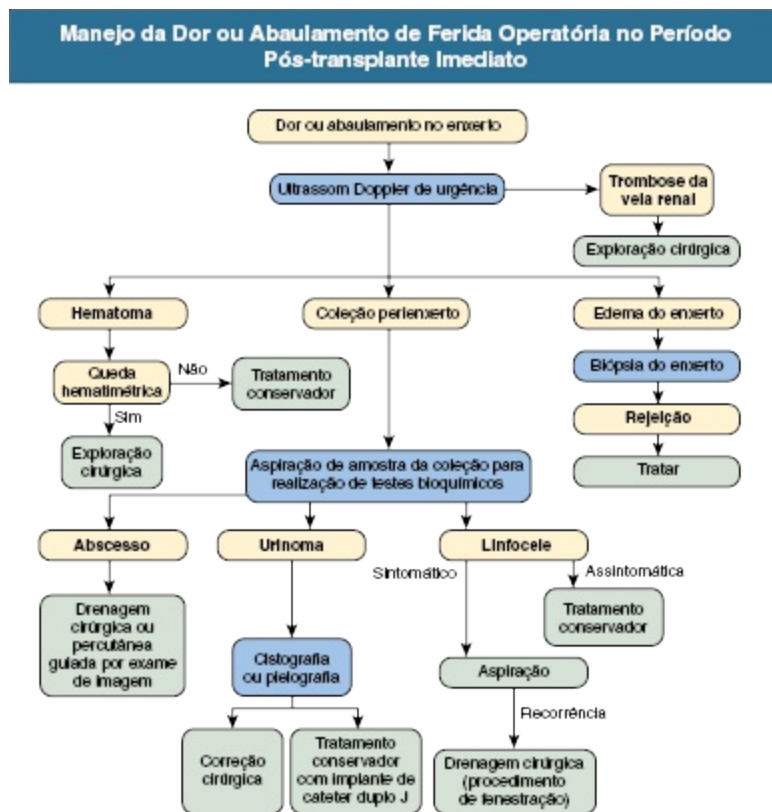 Manejo da Dor ou Abaulamento de Ferida Operatória no Período
Pós-transplante Imediato
Dor ou abaulamento no enxerto
Ultrassom Doppler de urgência
Trombose da
veia renal
Exploração cirúrgica
Hematoma
Coleção perienxerto
Edema do enxerto
Queda
hematimétrica
Não
Tratamento
conservador
Biópsia do enxerto
Sim
Rejeição
Exploração
cirúrgica
Aspiração de amostra da coleção para
realização de testes bioquímicos
Tratar
Abscesso
Urinoma
Linfocele
Sintomático
Assintomática
Drenagem
cirúrgica ou
percutânea
guiada por exame
de imagem
Tratamento
conservador
Cistografia
ou pielografia
Aspiração
Recorrência
Correção
cirúrgica
Tratamento
conservador
com implante de
cateter duplo J
Drenagem cirúrgica
(procedimento
de fenestração)